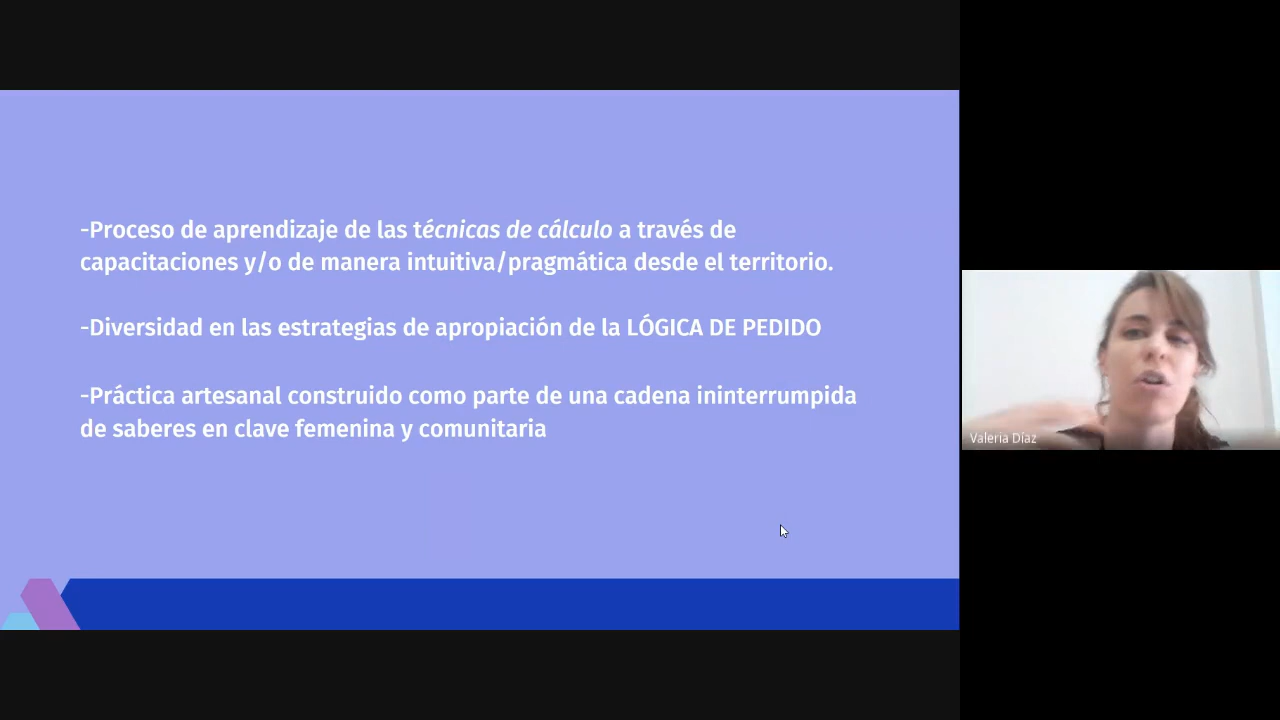 -Proceso de aprendizaje de las técnicas de cálculo a través de
capacitaciones y/o de manera intuitiva/pragmática desde el territorio.
-Diversidad en las estrategias de apropiación de la LÓGICA DE PEDIDO
-Práctica artesanal construido como parte de una cadena ininterrumpida
de saberes en clave femenina y comunitaria
Valeria Díaz